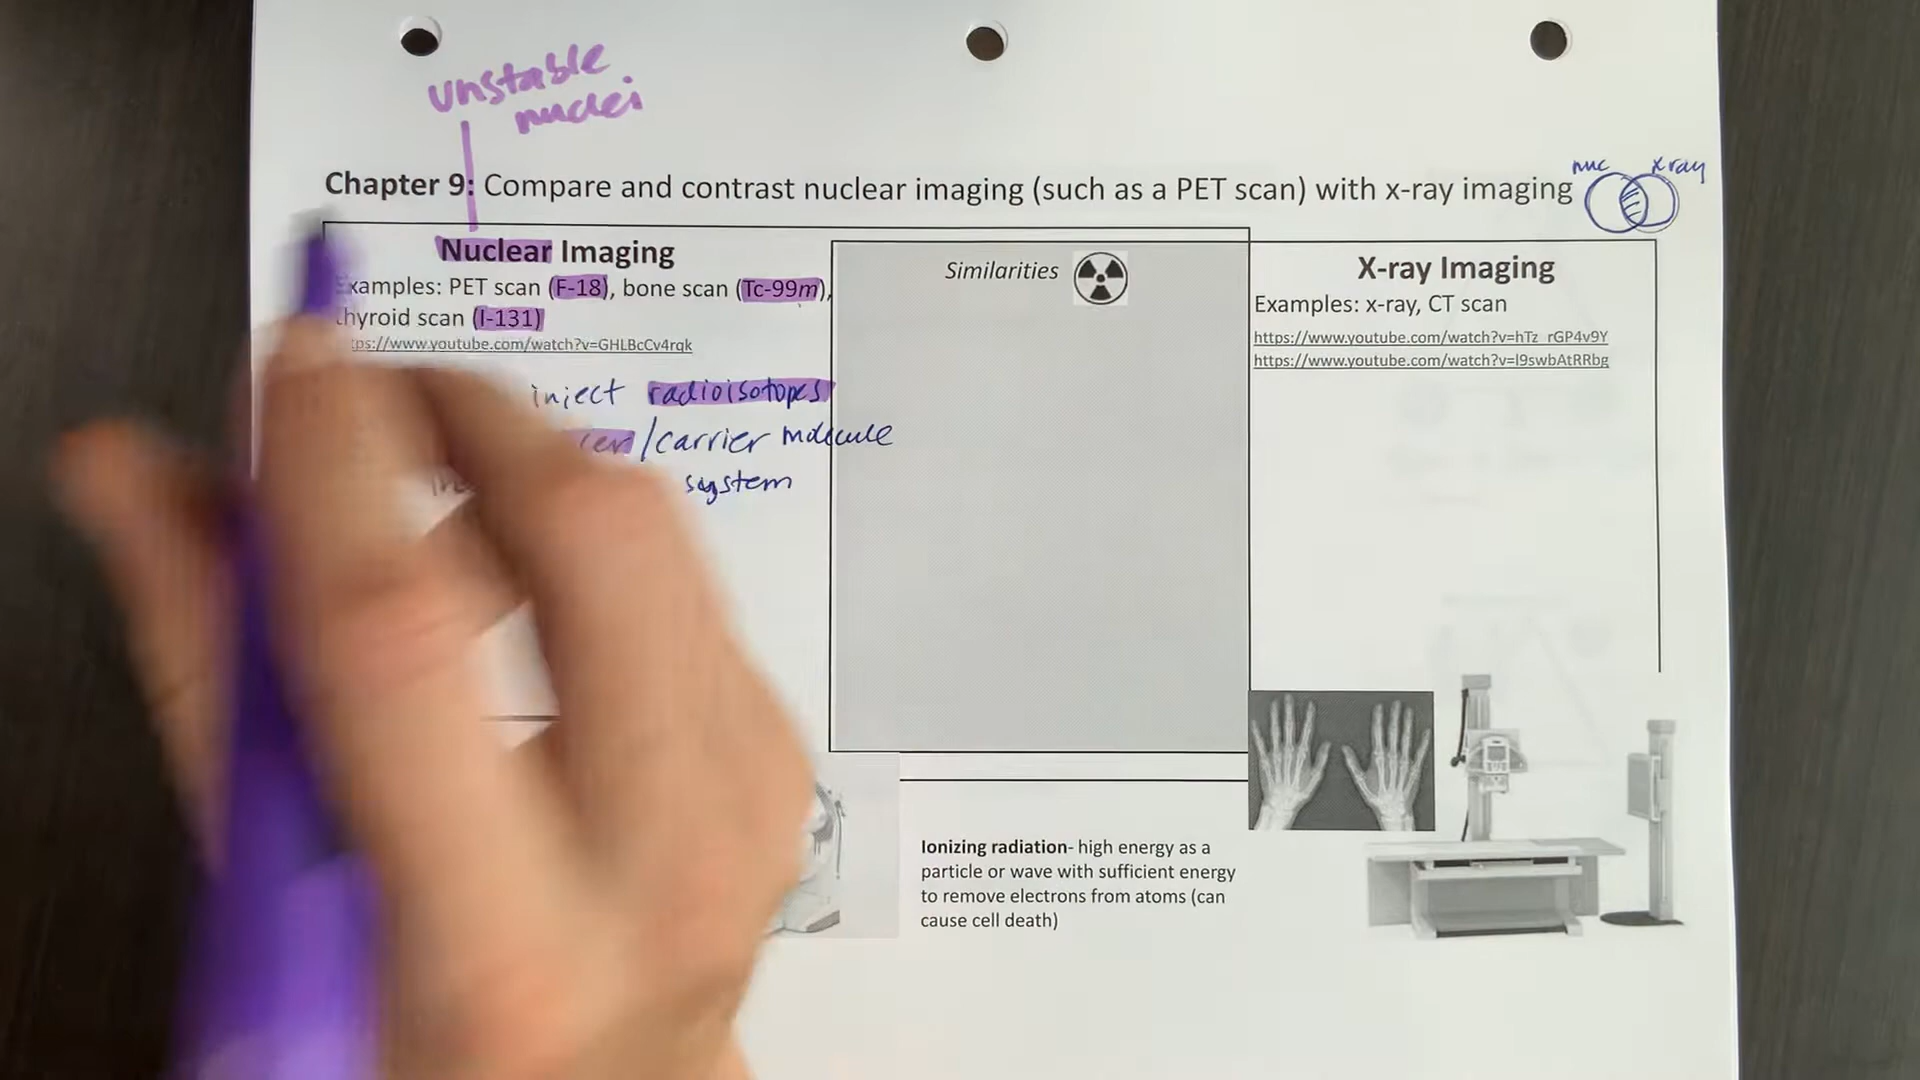 unstable
nuclei
Chapter 9: Compare and contrast nuclear imaging (such as a PET scan) with x-ray imaging
nuc xray
Nuclear Imaging
Examples: PET scan (F-18), bone scan (Tc-99m),
thyroid scan (I-131)
tps://www.youtube.com/watch?v=GHLBcCv4rqk
inject radioisotopes
/carrier molecule
system
Similarities
X-ray Imaging
Examples: x-ray, CT scan
https://www.youtube.com/watch?v=hTz_rGP4v9Y
https://www.youtube.com/watch?v=l9swbAtRRbg
Ionizing radiation- high energy as a
particle or wave with sufficient energy
to remove electrons from atoms (can
cause cell death)